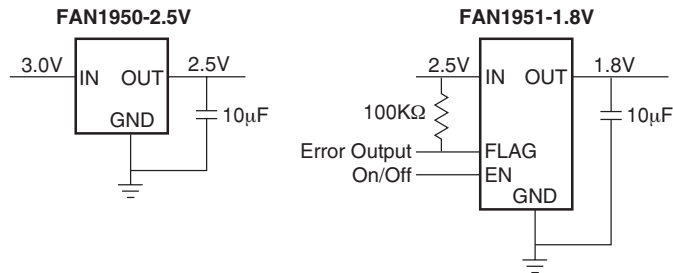 FAN1950-2.5V
3.0V
IN
OUT
2.5V
GND
10μF
FAN1951-1.8V
2.5V
IN
OUT
1.8V
100KΩ
10μF
Error Output
FLAG
On/Off
EN
GND